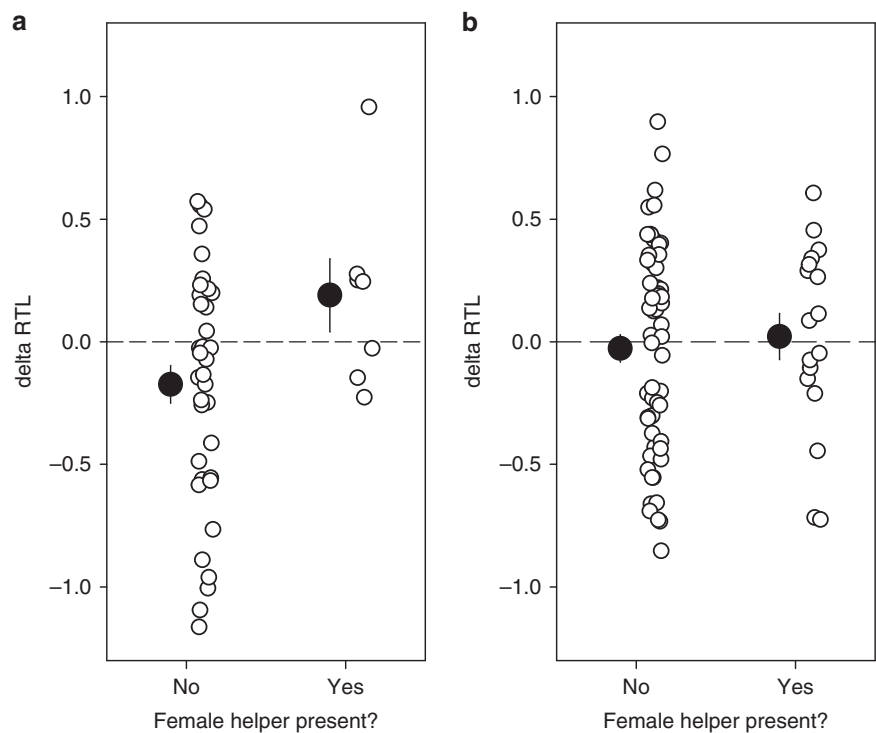 a
1.0
0.5
0.0
–0.5
–1.0
delta RTL
No Yes
Female helper present?
b
1.0
0.5
0.0
–0.5
–1.0
delta RTL
No Yes
Female helper present?